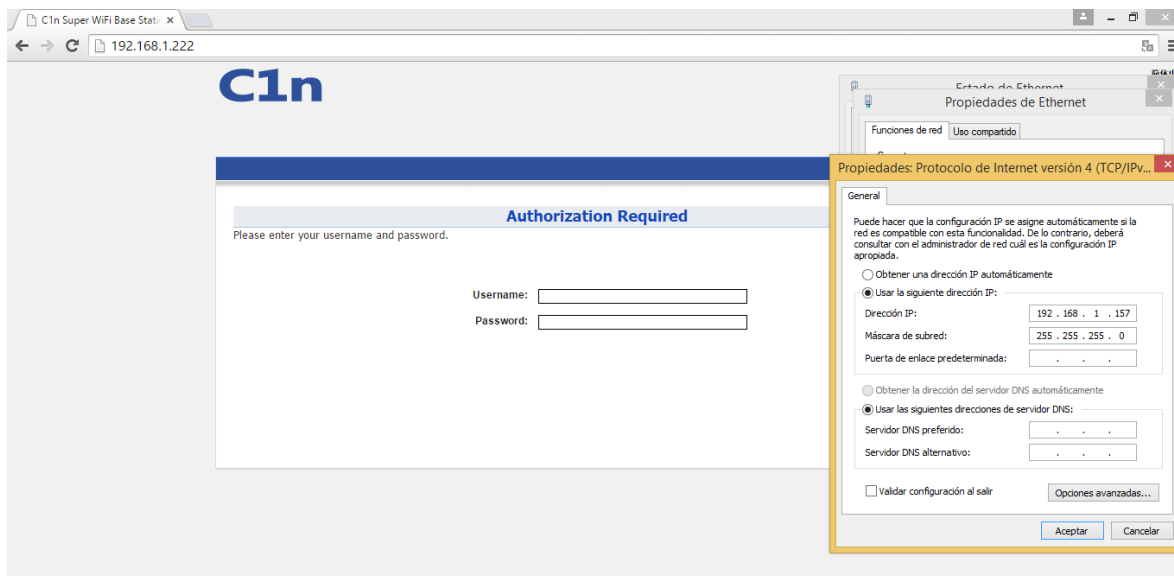 C1n Super WiFi Base Stati
192.168.1.222
C1n
Authorization Required
Please enter your username and password.
Username:
Password:
Estado de Ethernet
Propiedades de Ethernet
Funciones de red
Uso compartido
Propiedades: Protocolo de Internet versión 4 (TCP/IPv...
General
Puede hacer que la configuración IP se asigne automáticamente si la
red es compatible con esta funcionalidad. De lo contrario, deberá
consultar con el administrador de red cuál es la configuración IP
apropiada.
Obtener una dirección IP automáticamente
Usar la siguiente dirección IP:
Dirección IP: 192 . 168 . 1 . 157
Máscara de subred: 255 . 255 . 255 . 0
Puerta de enlace predeterminada: . . .
Obtener la dirección del servidor DNS automáticamente
Usar las siguientes direcciones de servidor DNS:
Servidor DNS preferido: . . .
Servidor DNS alternativo: . . .
Validar configuración al salir
Opciones avanzadas...
Aceptar
Cancelar